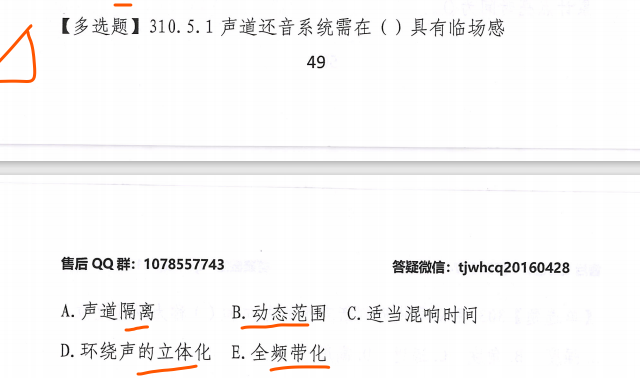 【多选题】310.5.1 声道还音系统需在（）具有临场感
49
售后 QQ 群：1078557743 答疑微信：tjwhcq20160428
A.声道隔离 B.动态范围 C.适当混响时间
D.环绕声的立体化 E.全频带化